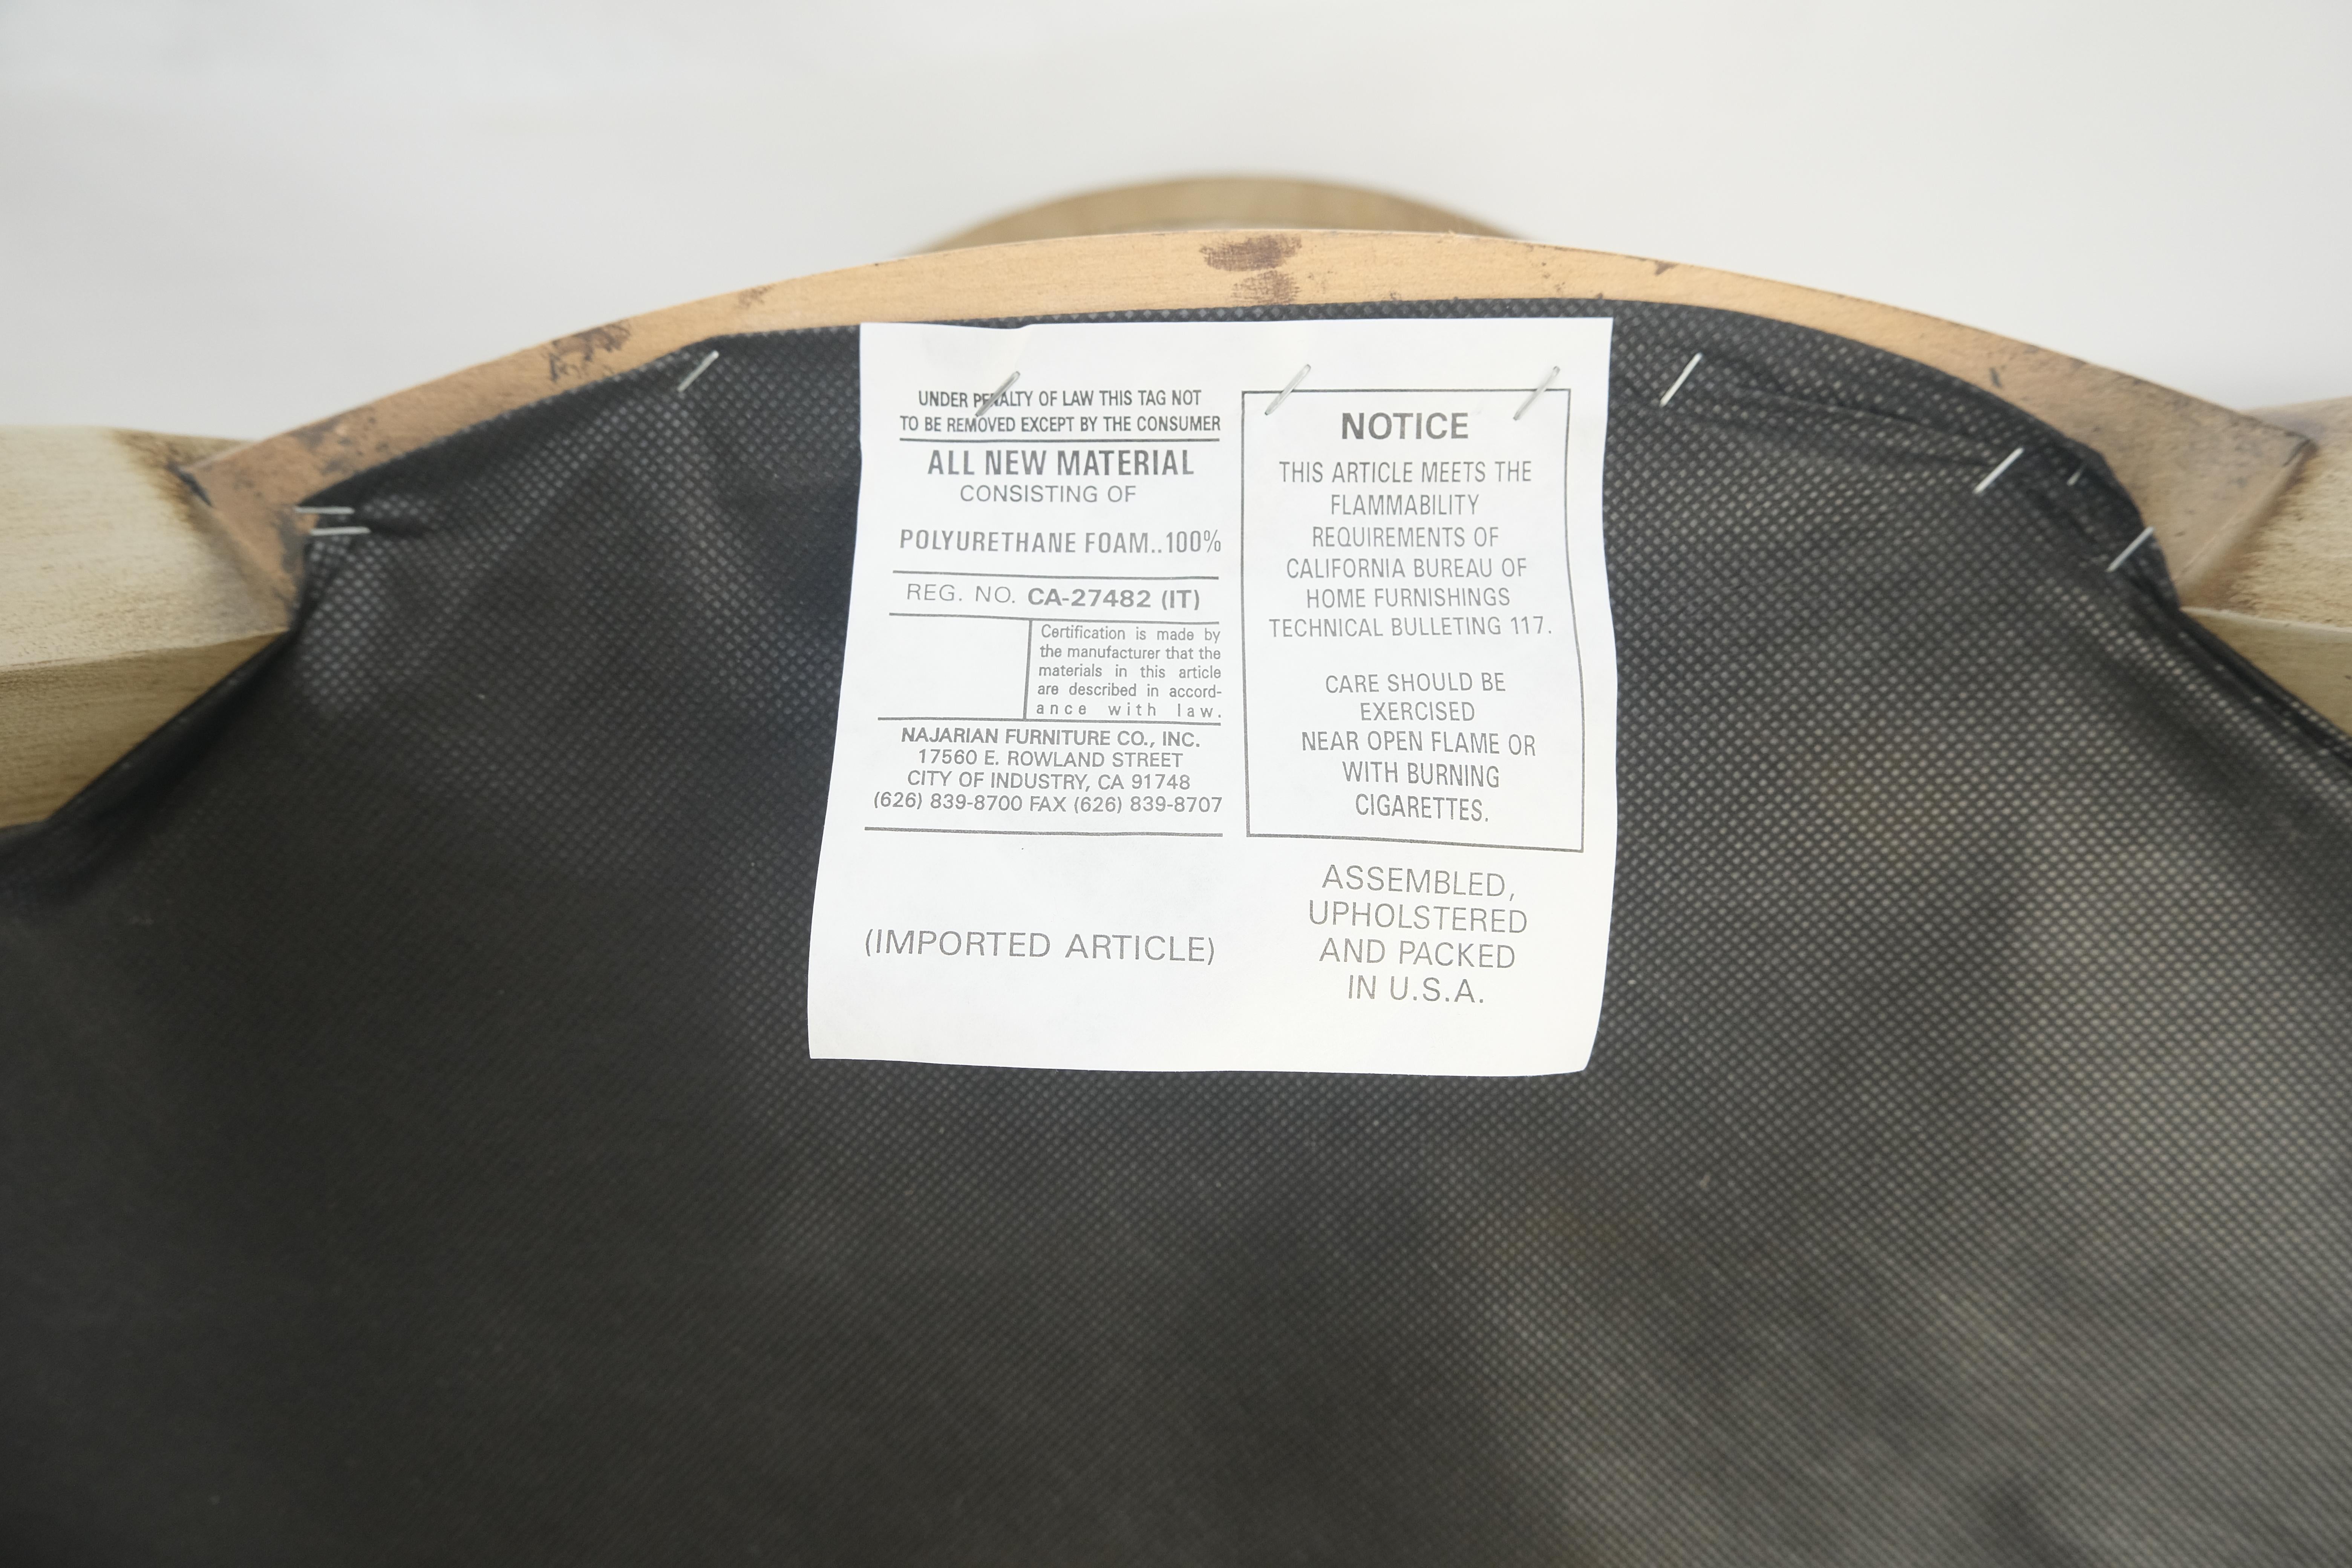 UNDER PENALTY OF LAW THIS TAG NOT
TO BE REMOVED EXCEPT BY THE CONSUMER
ALL NEW MATERIAL
CONSISTING OF
POLYURETHANE FOAM..100%
REG. NO. CA-27482 (IT)
Certification is made by
the manufacturer that the
materials in this article
are described in accord-
ance with law.
NAJARIAN FURNITURE CO., INC.
17560 E. ROWLAND STREET
CITY OF INDUSTRY, CA 91748
(626) 839-8700 FAX (626) 839-8707
(IMPORTED ARTICLE)
NOTICE
THIS ARTICLE MEETS THE
FLAMMABILITY
REQUIREMENTS OF
CALIFORNIA BUREAU OF
HOME FURNISHINGS
TECHNICAL BULLETING 117.
CARE SHOULD BE
EXERCISED
NEAR OPEN FLAME OR
WITH BURNING
CIGARETTES.
ASSEMBLED,
UPHOLSTERED
AND PACKED
IN U.S.A.